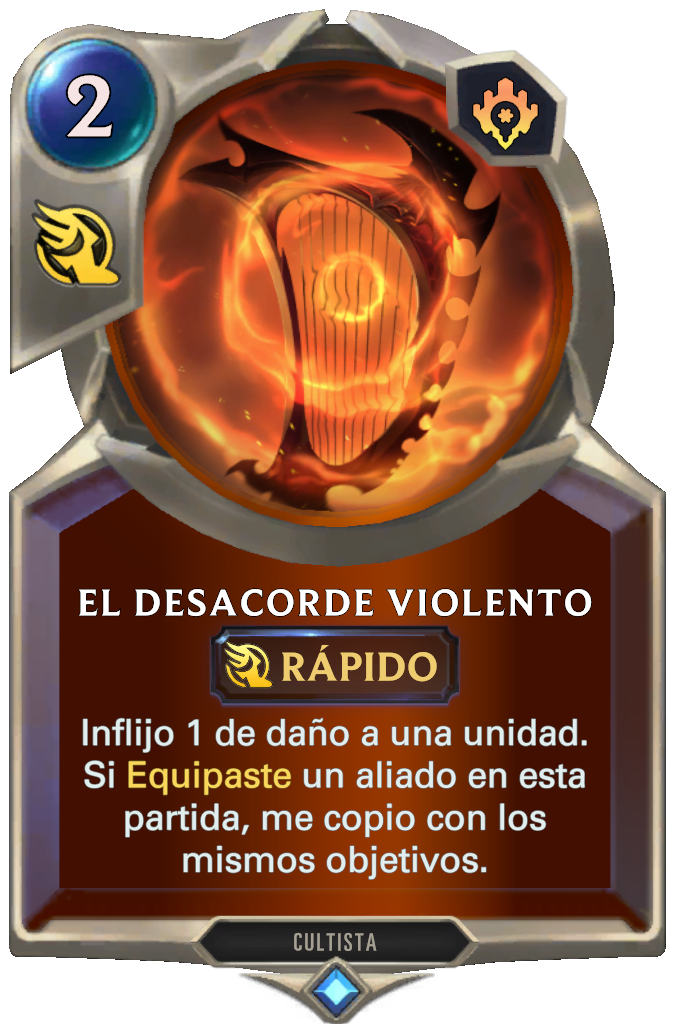 2
EL DESACORDE VIOLENTO
RÁPIDO
Inflijo 1 de daño a una unidad.
Si Equipaste un aliado en esta
partida, me copio con los
mismos objetivos.
CULTISTA